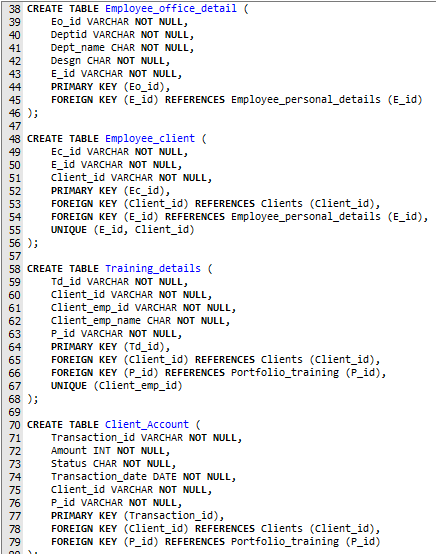 38 CREATE TABLE Employee_office_detail (
39 Eo_id VARCHAR NOT NULL,
40 Deptid VARCHAR NOT NULL,
41 Dept_name CHAR NOT NULL,
42 Desgn CHAR NOT NULL,
43 E_id VARCHAR NOT NULL,
44 PRIMARY KEY (Eo_id),
45 FOREIGN KEY (E_id) REFERENCES Employee_personal_details (E_id)
46 );
47
48 CREATE TABLE Employee_client (
49 Ec_id VARCHAR NOT NULL,
50 E_id VARCHAR NOT NULL,
51 Client_id VARCHAR NOT NULL,
52 PRIMARY KEY (Ec_id),
53 FOREIGN KEY (Client_id) REFERENCES Clients (Client_id),
54 FOREIGN KEY (E_id) REFERENCES Employee_personal_details (E_id),
55 UNIQUE (E_id, Client_id)
56 );
57
58 CREATE TABLE Training_details (
59 Td_id VARCHAR NOT NULL,
60 Client_id VARCHAR NOT NULL,
61 Client_emp_id VARCHAR NOT NULL,
62 Client_emp_name CHAR NOT NULL,
63 P_id VARCHAR NOT NULL,
64 PRIMARY KEY (Td_id),
65 FOREIGN KEY (Client_id) REFERENCES Clients (Client_id),
66 FOREIGN KEY (P_id) REFERENCES Portfolio_training (P_id),
67 UNIQUE (Client_emp_id)
68 );
69
70 CREATE TABLE Client_Account (
71 Transaction_id VARCHAR NOT NULL,
72 Amount INT NOT NULL,
73 Status CHAR NOT NULL,
74 Transaction_date DATE NOT NULL,
75 Client_id VARCHAR NOT NULL,
76 P_id VARCHAR NOT NULL,
77 PRIMARY KEY (Transaction_id),
78 FOREIGN KEY (Client_id) REFERENCES Clients (Client_id),
79 FOREIGN KEY (P_id) REFERENCES Portfolio_training (P_id)